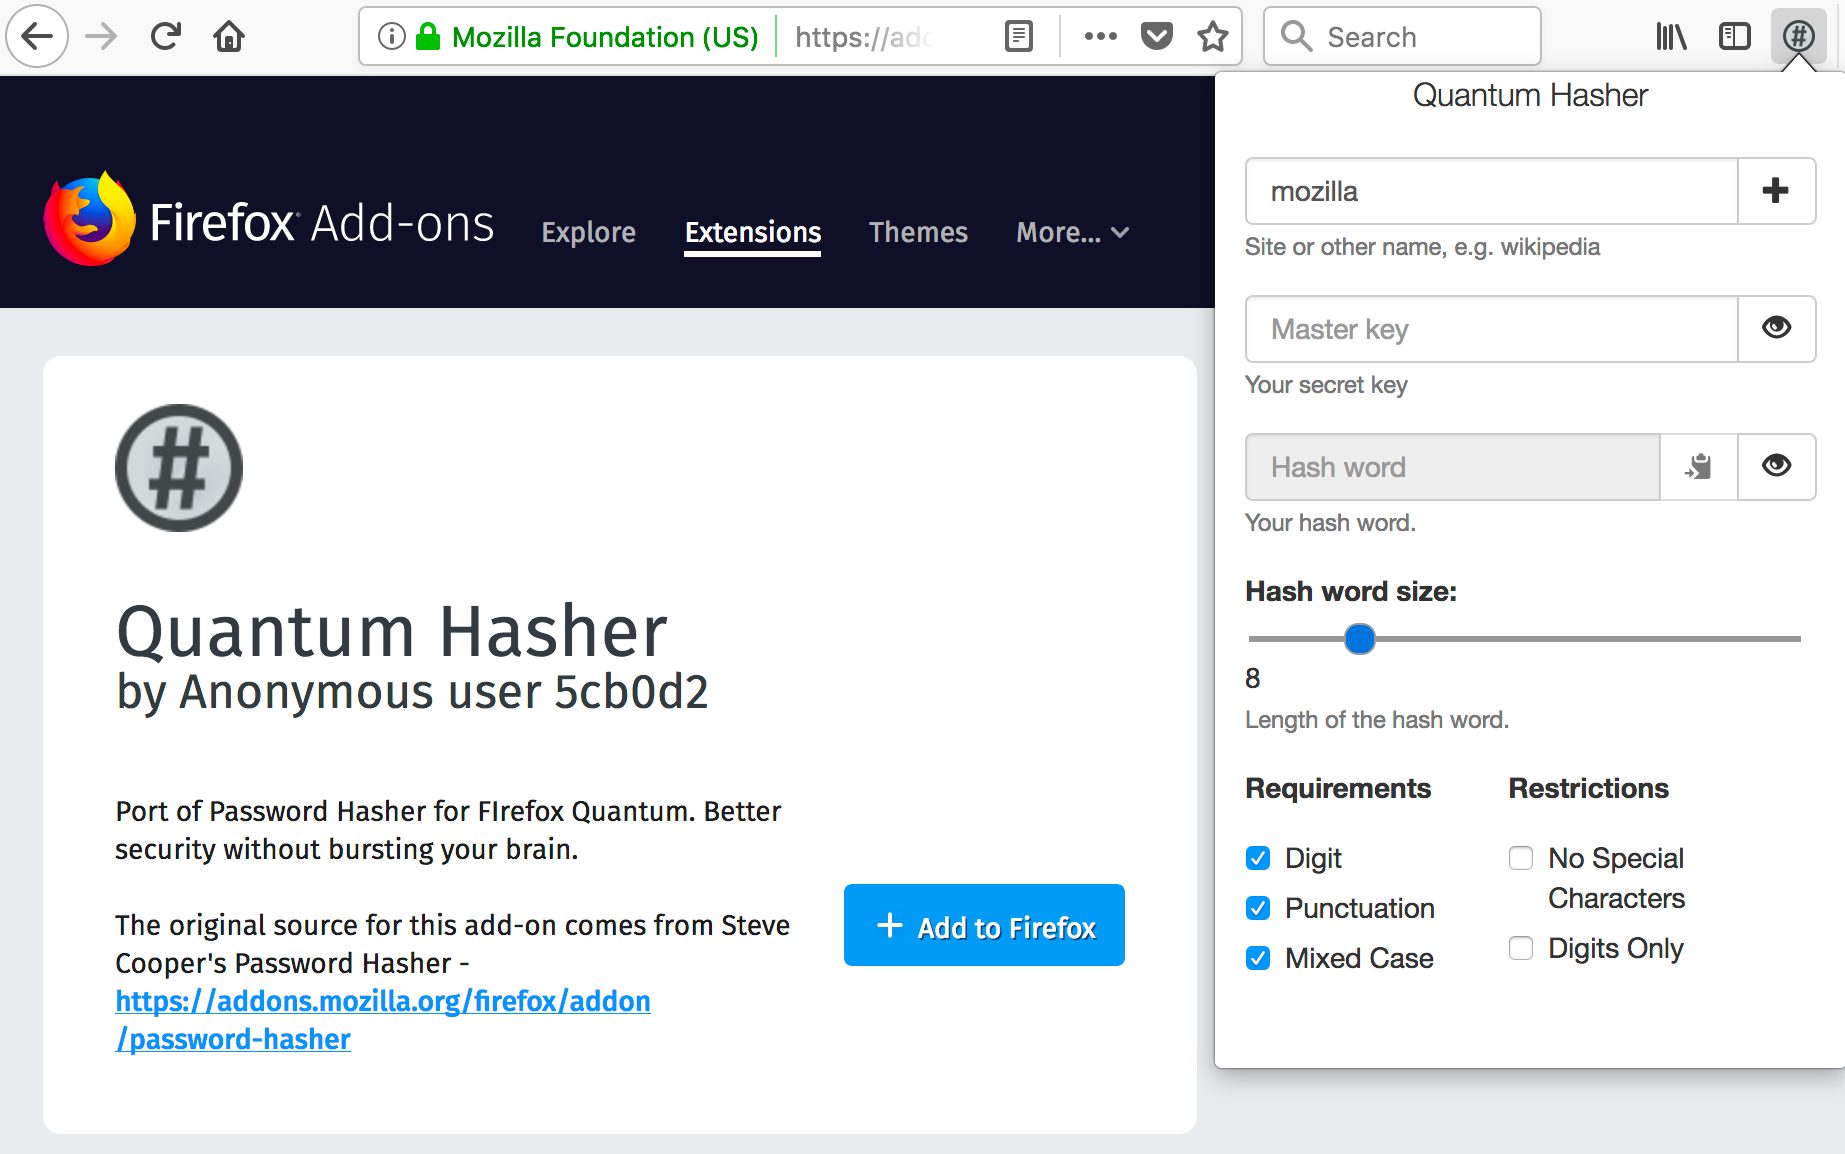 Mozilla Foundation (US)
https://add
Search
Quantum Hasher
Firefox Add-ons
Explore
Extensions
Themes
More...
mozilla
Site or other name, e.g. wikipedia
Master key
Your secret key
Hash word
Your hash word.
Hash word size:
8
Length of the hash word.
Requirements
Restrictions
Digit
Punctuation
Mixed Case
No Special
Characters
Digits Only
#
Quantum Hasher
by Anonymous user 5cb0d2
Port of Password Hasher for FIrefox Quantum. Better
security without bursting your brain.
The original source for this add-on comes from Steve
Cooper's Password Hasher -
https://addons.mozilla.org/firefox/addon
/password-hasher
Add to Firefox